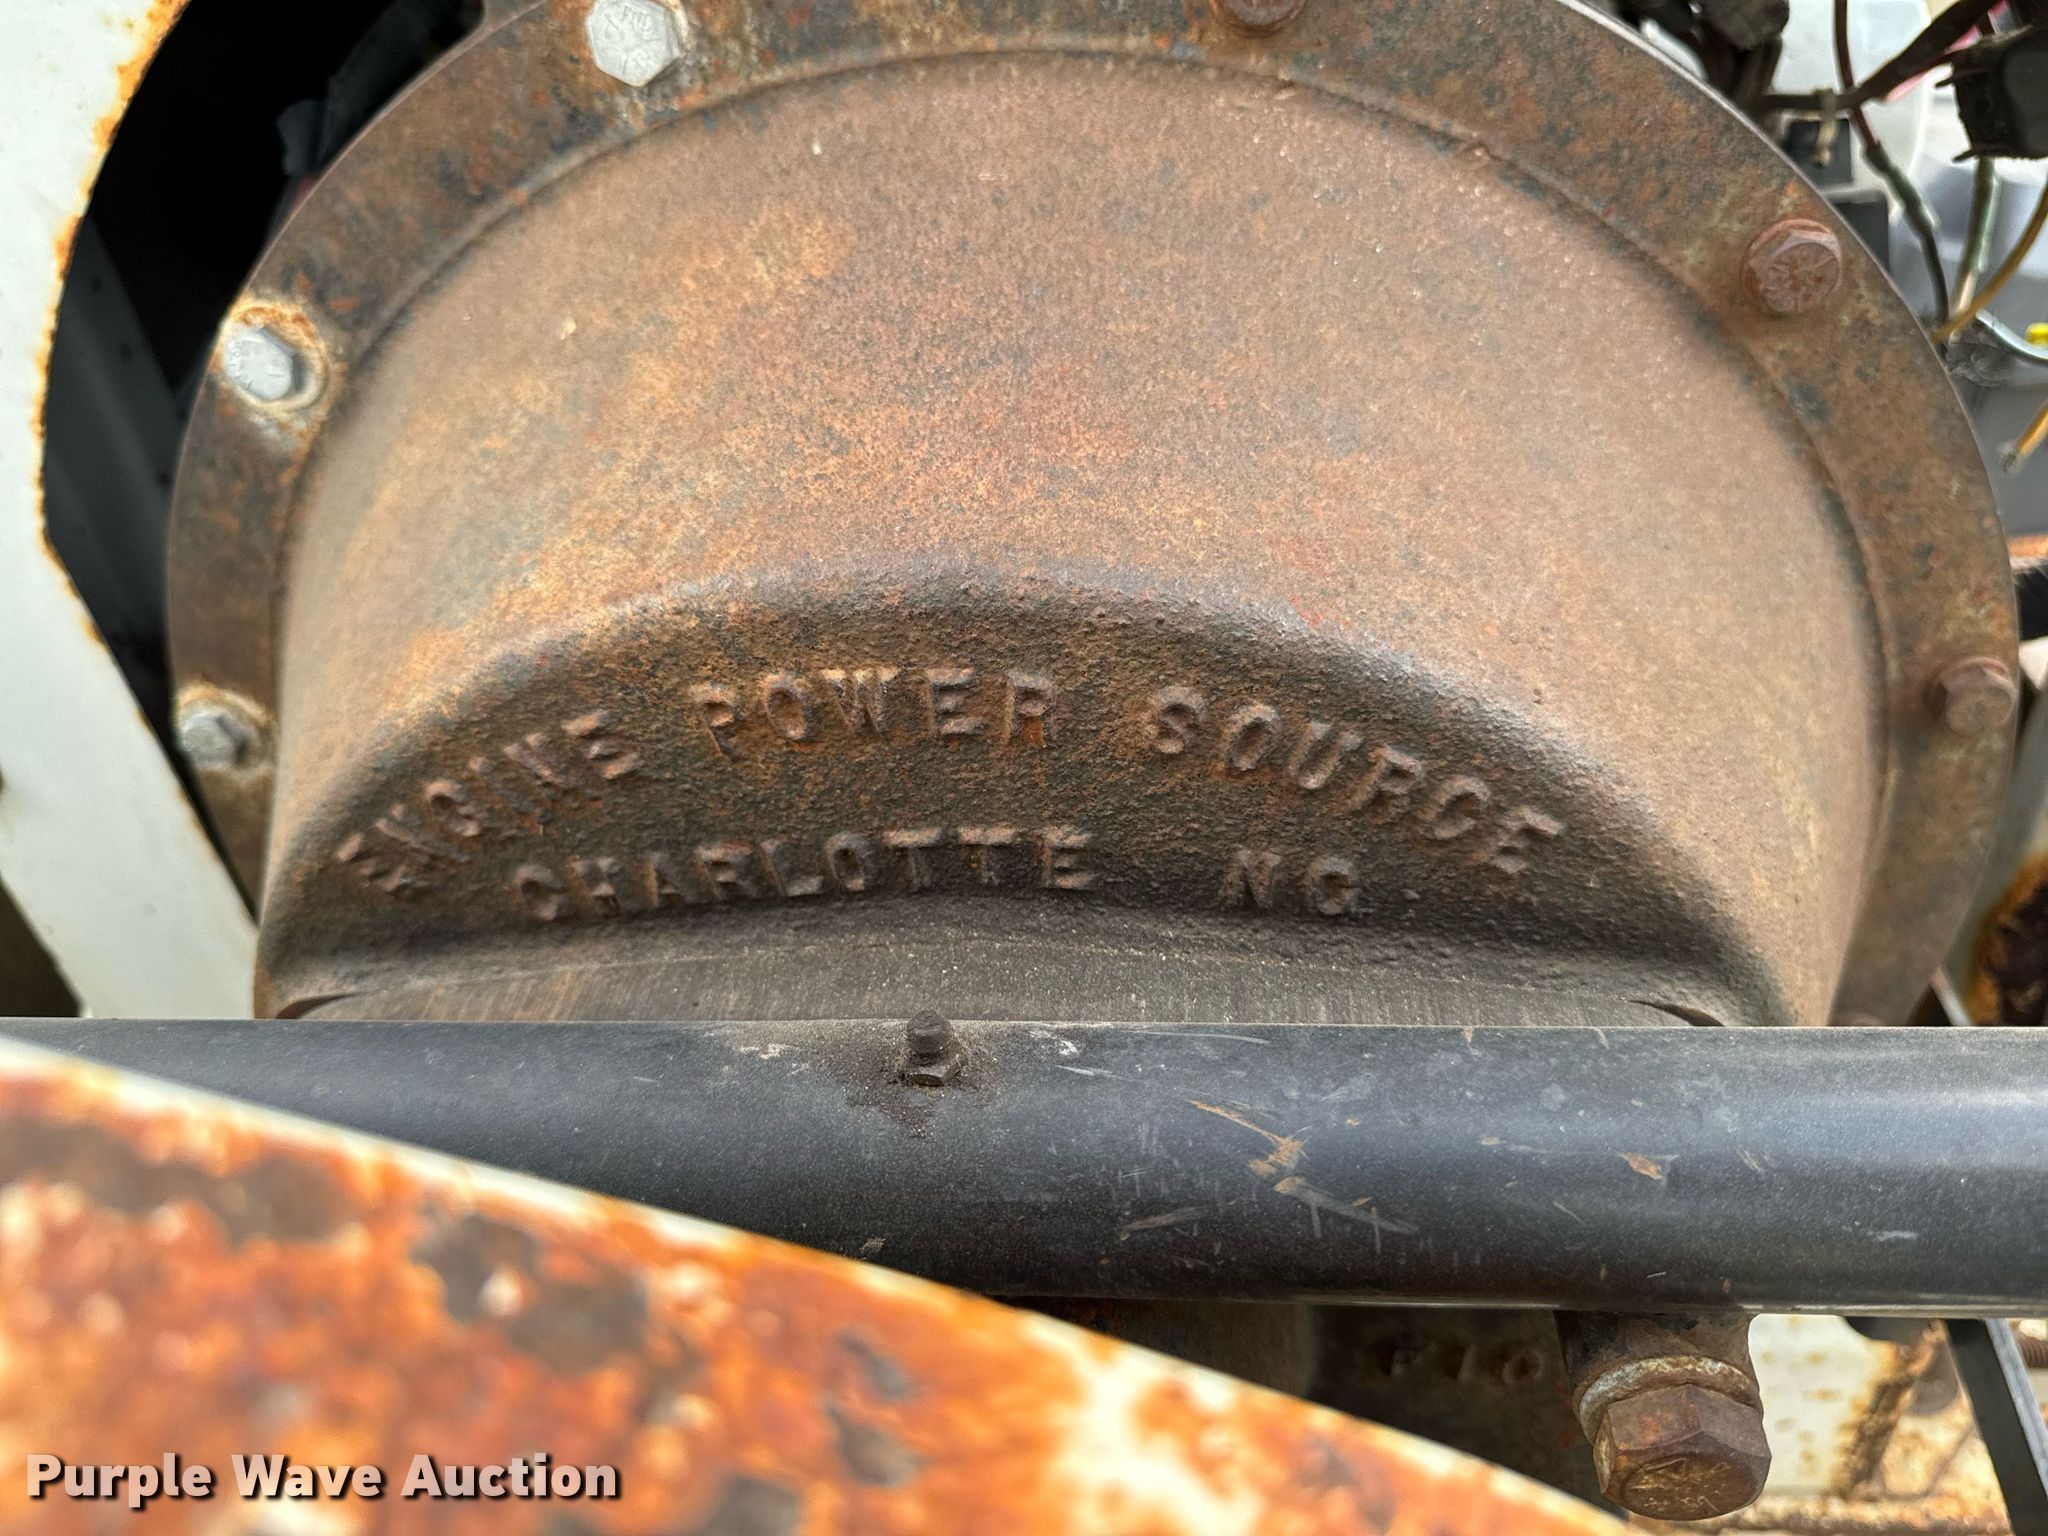 ENGINE POWER SOURCE
CHARLOTTE NC
Purple Wave Auction